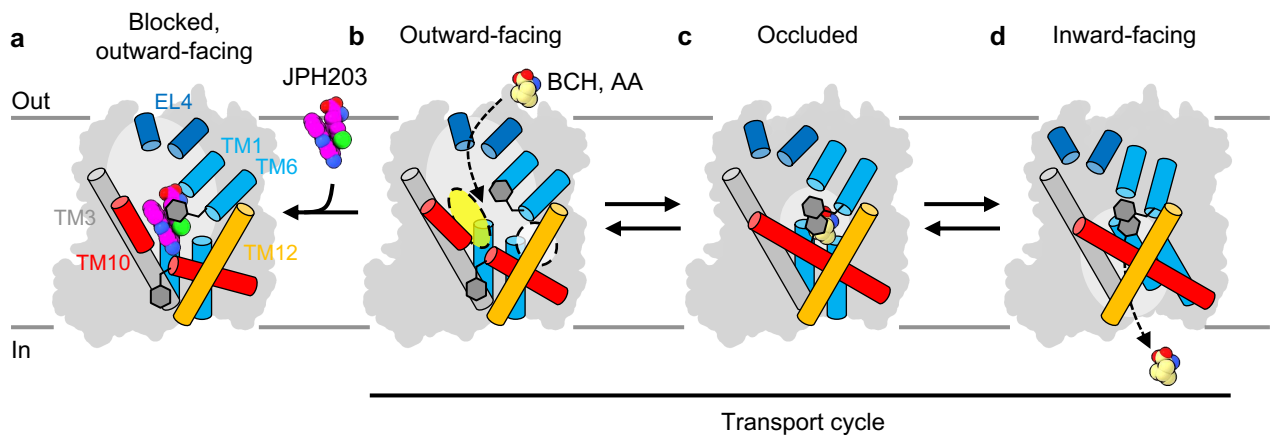 a
Blocked,
outward-facing
b
Outward-facing
c
Occluded
d
Inward-facing
JPH203
BCH, AA
Out
EL4
TM1
TM6
TM3
TM10
TM12
In
Transport cycle